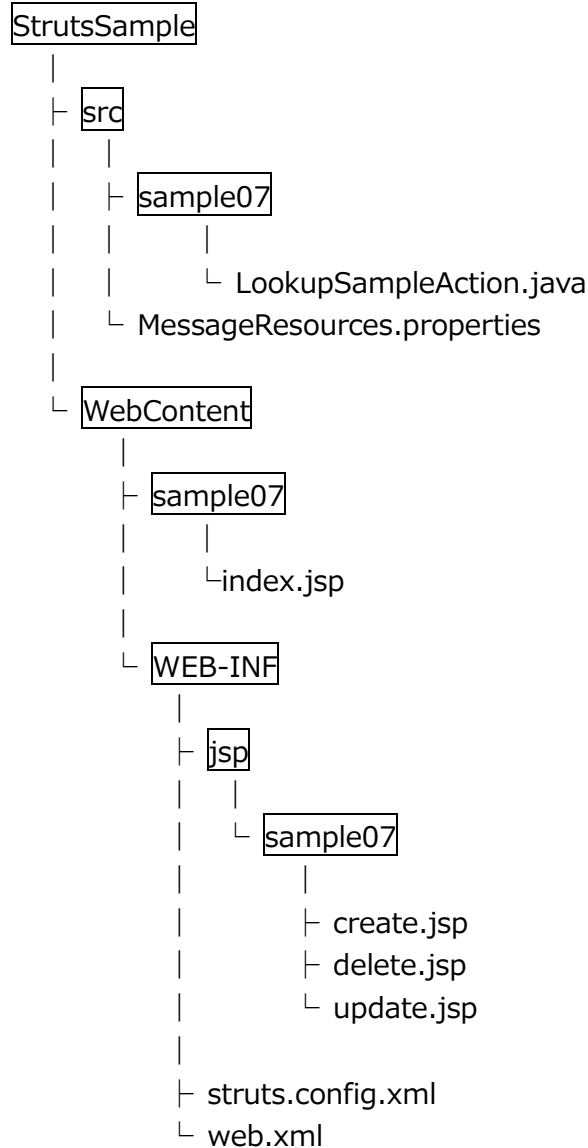 StrutsSample
src
sample07
LookupSampleAction.java
MessageResources.properties
WebContent
sample07
index.jsp
WEB-INF
jsp
sample07
create.jsp
delete.jsp
update.jsp
struts.config.xml
web.xml